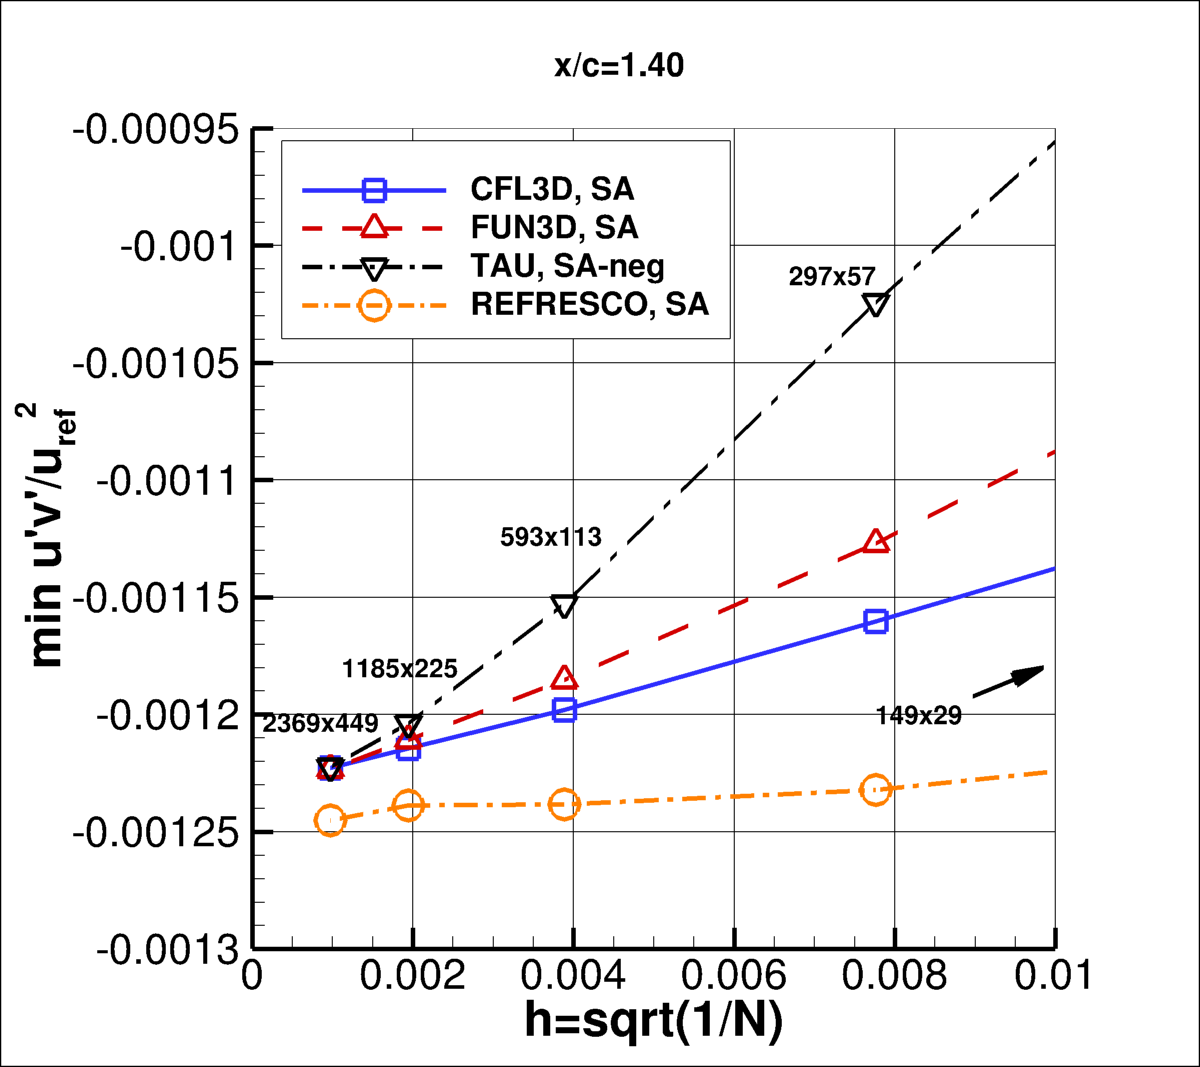 x/c=1.40
-0.00095
-0.001
-0.00105
-0.0011
-0.00115
-0.0012
-0.00125
-0.0013
min u'v'/u_ref^2
CFL3D, SA
FUN3D, SA
TAU, SA-neg
REFRESCO, SA
297x57
593x113
1185x225
2369x449
149x29
0 0.002 0.004 0.006 0.008 0.01
h=sqrt(1/N)